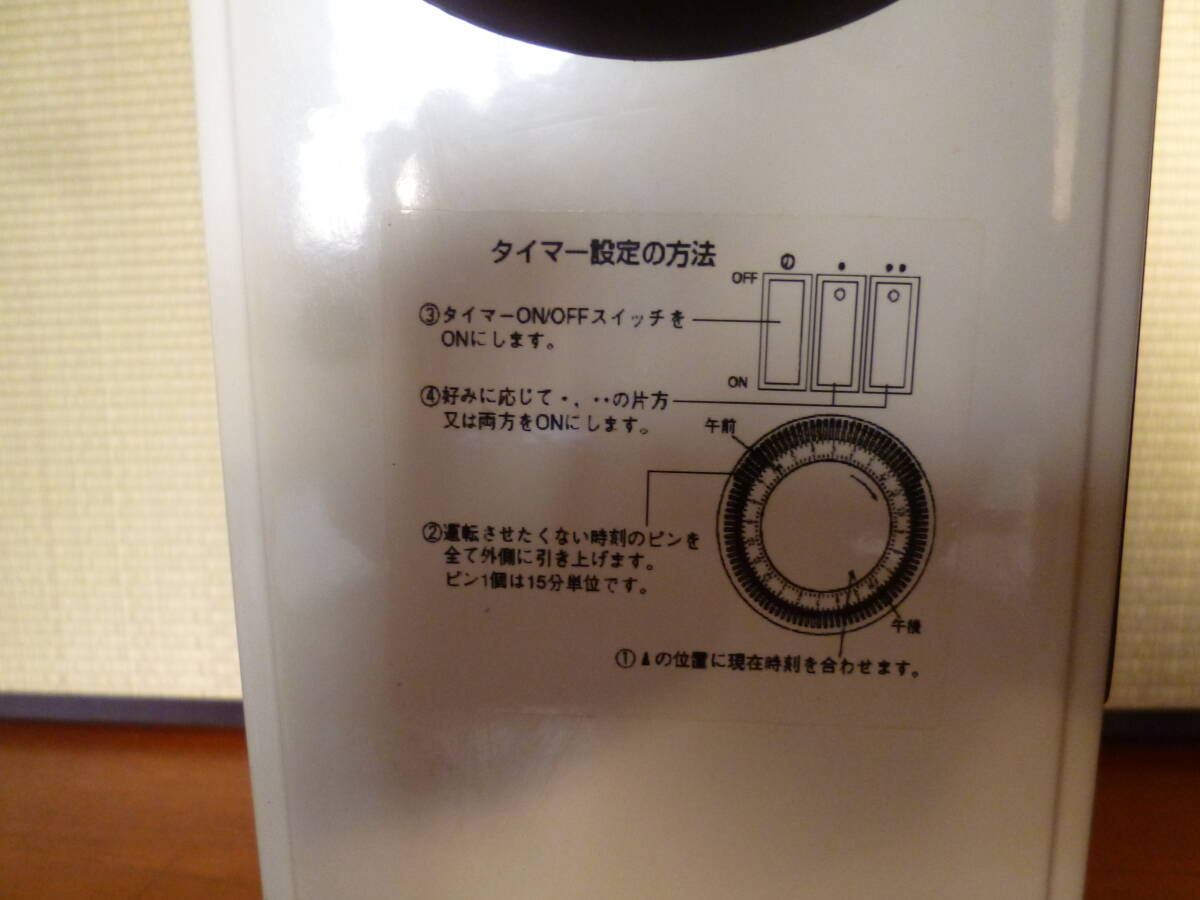 タイマー設定の方法
OFF
③タイマーON/OFFスイッチを
ONにします。
ON
④好みに応じて・，・・の片方
又は両方をONにします。
午前
②運転させたくない時刻のピンを
全て外側に引き上げます。
ピン1個は15分単位です。
午後
①▲の位置に現在時刻を合わせます。